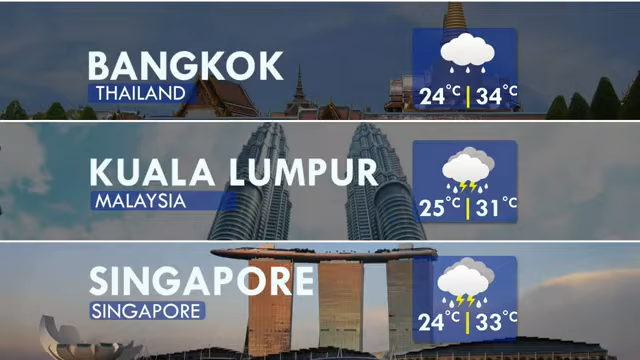 BANGKOK
THAILAND
24°C | 34°C
KUALA LUMPUR
MALAYSIA
25°C | 31°C
SINGAPORE
SINGAPORE
24°C | 33°C